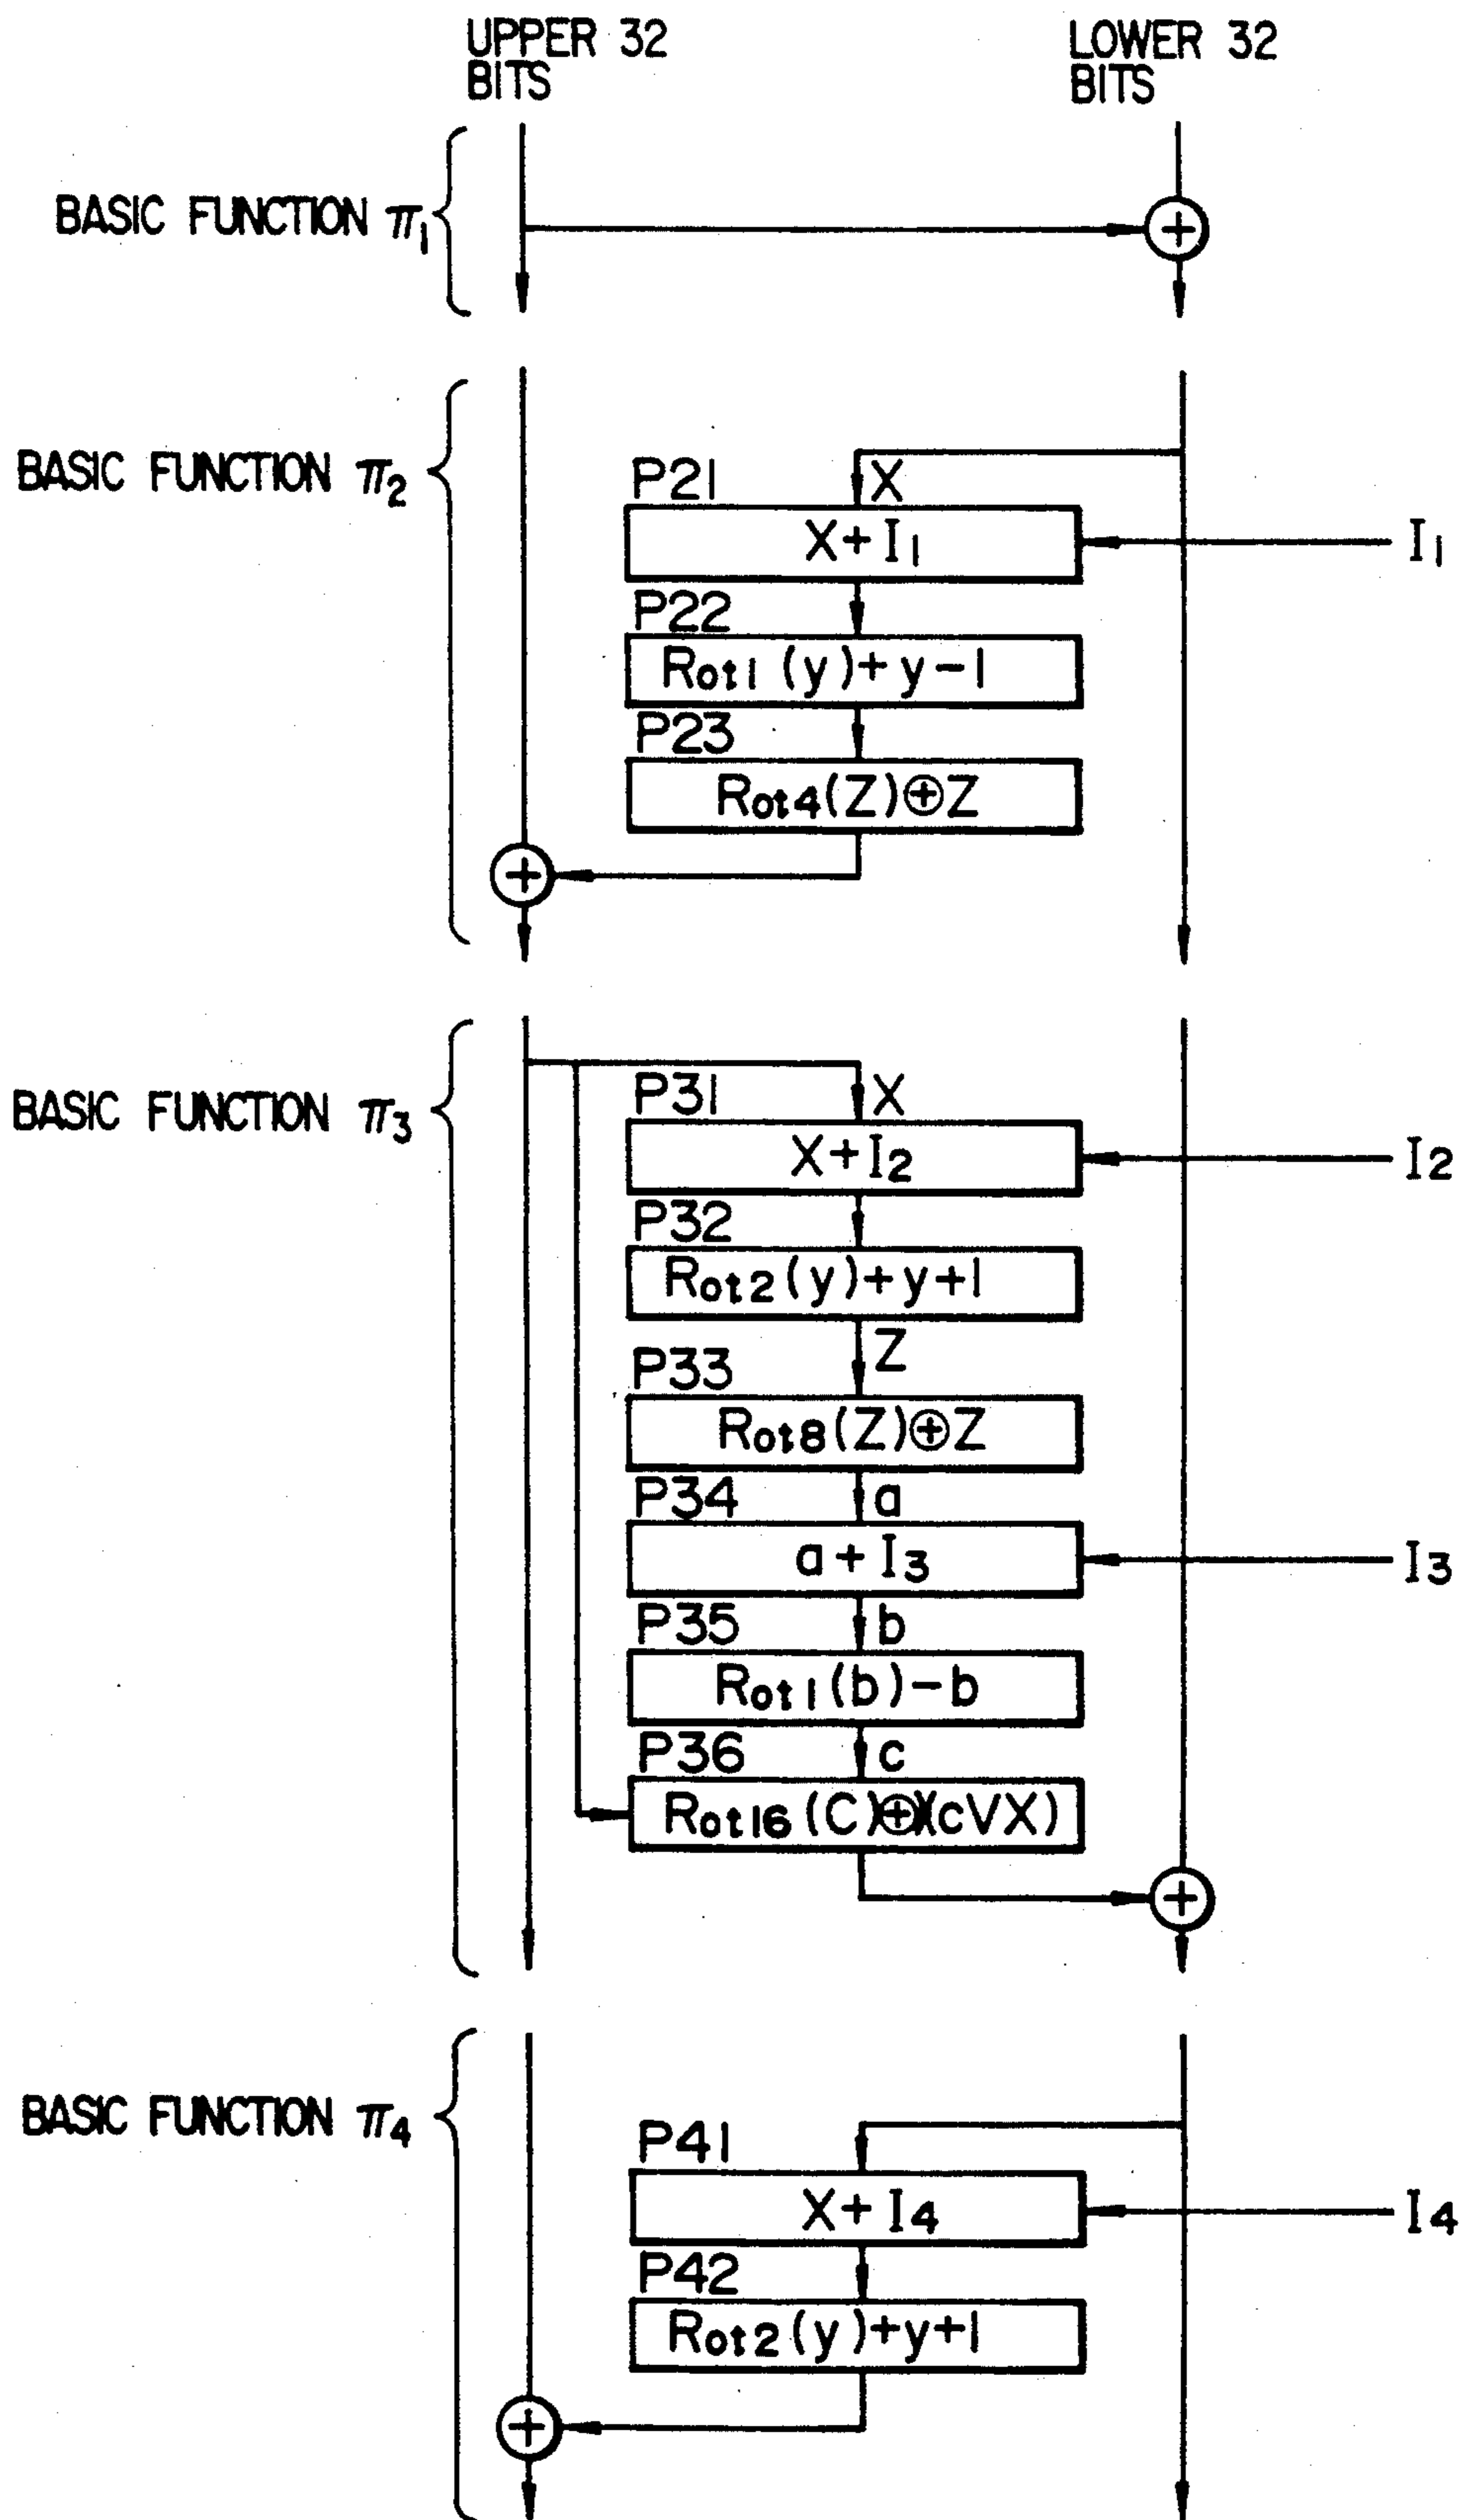 UPPER 32
BITS
LOWER 32
BITS
BASIC FUNCTION π₁
BASIC FUNCTION π₂
P21
X
X+I₁
I₁
P22
Rot1(y)+y-1
P23
Rot4(Z)⊕Z
BASIC FUNCTION π₃
P31
X
X+I2
I2
P32
Rot2(y)+y+1
Z
P33
Rot8(Z)⊕Z
P34
a
a+I3
I3
P35
b
Rot1(b)-b
P36
c
Rot16(C)⊕(cVX)
BASIC FUNCTION π₄
P41
X+I4
I4
P42
Rot2(y)+y+1